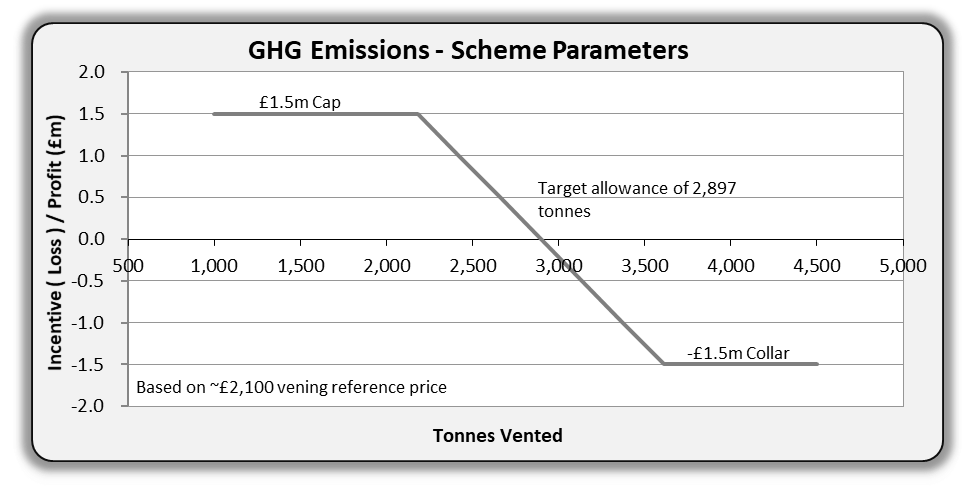 GHG Emissions - Scheme Parameters
2.0
£1.5m Cap
1.5
1.0
Target allowance of 2,897
0.5
tonnes
0.0
500 1,000 1,500 2,000 2,500 3,000 3,500 4,000 4,500 5,000
-0.5
-1.0
-£1.5m Collar
-1.5
Based on ~£2,100 vening reference price
-2.0
Incentive ( Loss ) / Profit (£m)
Tonnes Vented